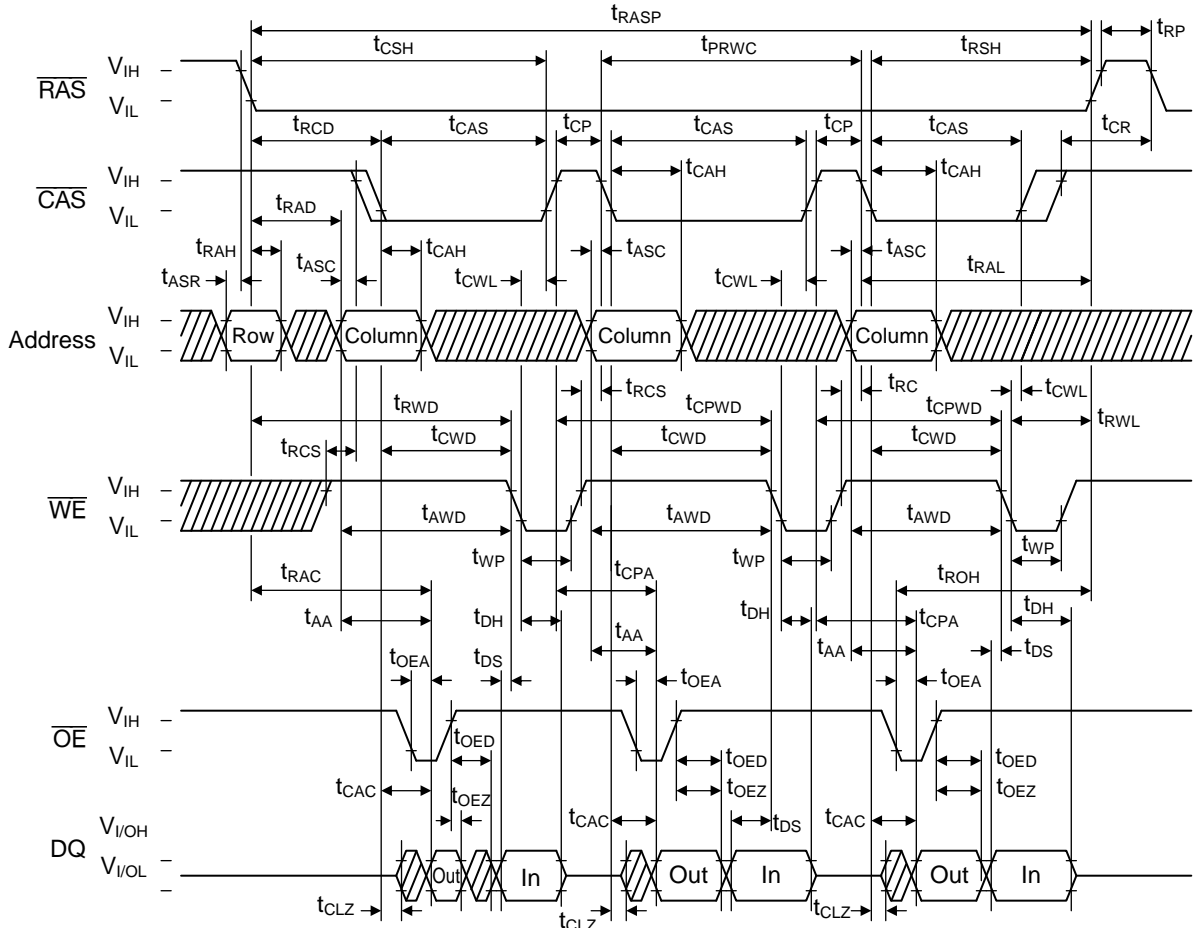 tRASP
tCSH tPRWC tRSH tRP
RAS VIH
VIL
tRCD tCAS tCP tCAS tCP tCAS tCR
CAS VIH
VIL
tCAH tCAH
tRAD
tRAH tASC tCAH tASC tASC
tASR tCWL tCWL tRAL
Address VIH
VIL
Row Column Column Column
tRCS tRC tCWL
tRWD tCPWD tCPWD tRWL
tRCS tCWD tCWD tCWD
WE VIH
VIL
tAWD tAWD tAWD
tWP tWP tWP
tRAC tCPA tROH
tAA tDH tDH tCPA tDH
tAA tAA
tOEA tDS tOEA tOEA tDS
OE VIH
VIL
tOED tOED tOED
tCAC tOEZ tOEZ tOEZ
tCAC tDS tCAC
DQ VI/OH
VI/OL
Out In Out In Out In
tCLZ tCLZ tCLZ